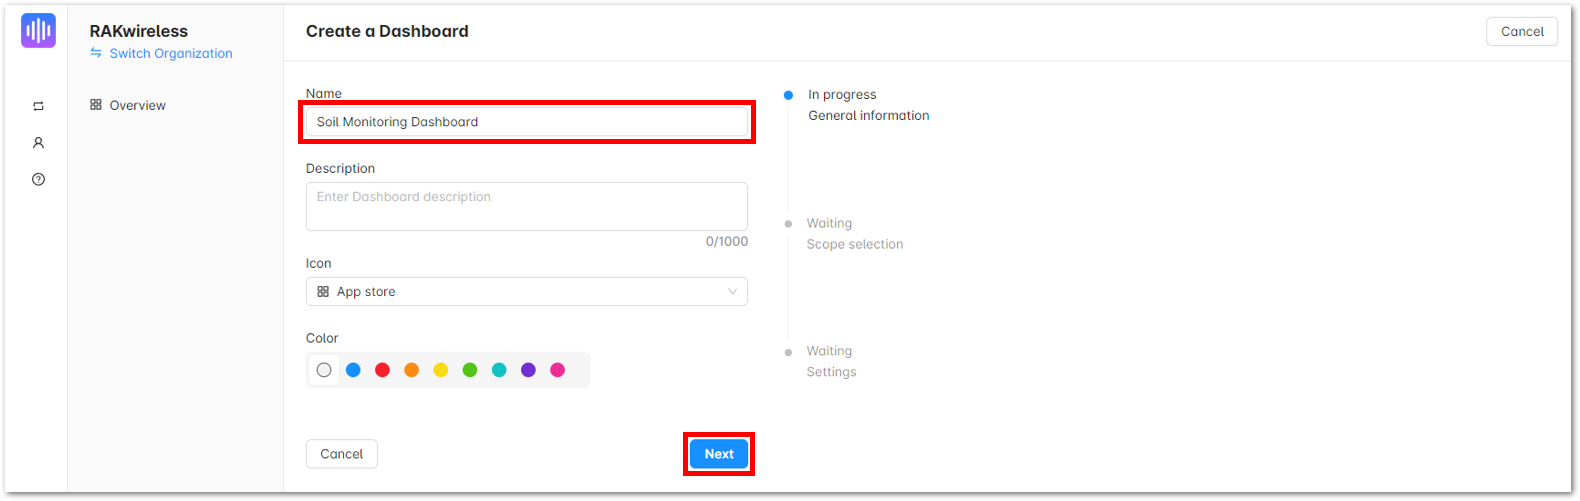 RAKwireless
Switch Organization
Overview
Create a Dashboard
Cancel
Name
Soil Monitoring Dashboard
Description
Enter Dashboard description
0/1000
Icon
App store
Color
Cancel
Next
In progress
General information
Waiting
Scope selection
Waiting
Settings